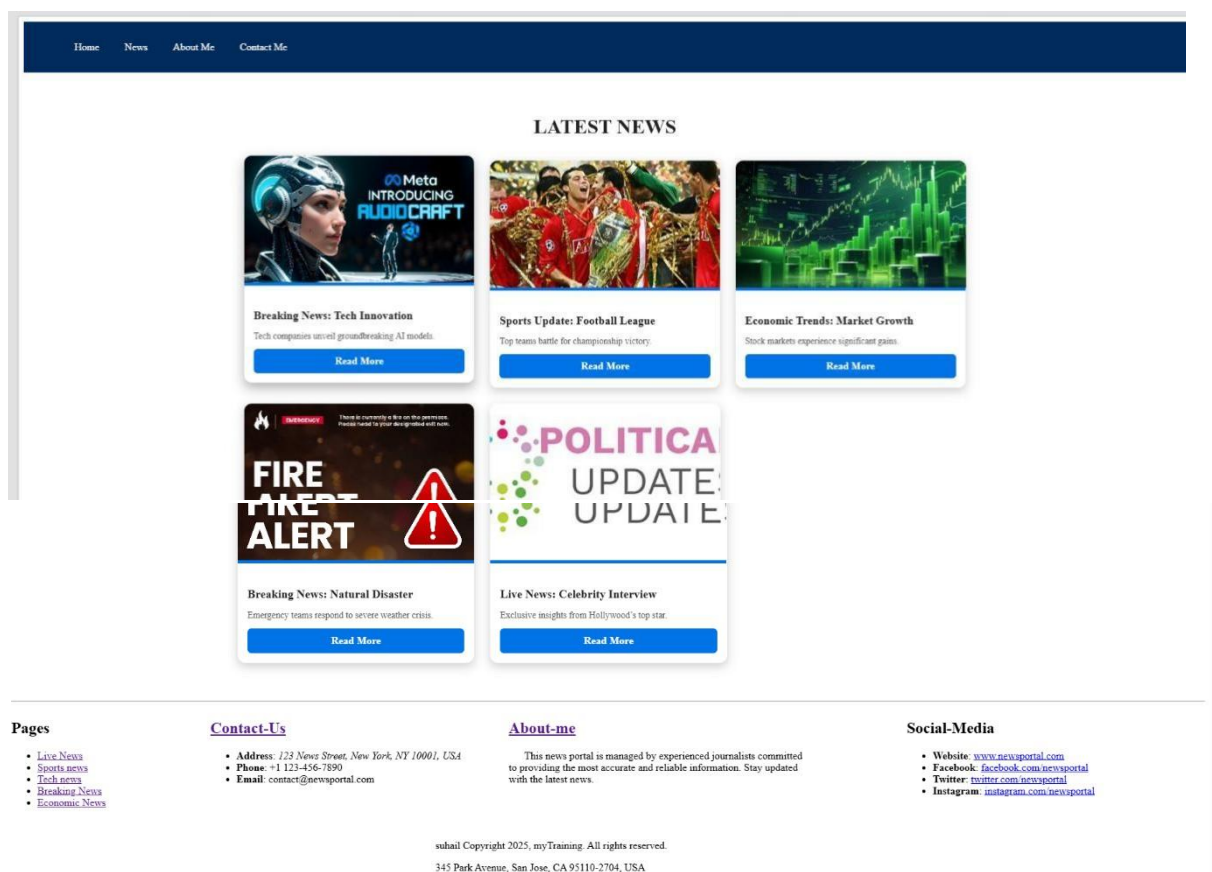 Home News About Me Contact Me
LATEST NEWS
Meta
INTRODUCING
AUDIOCRAFT
Breaking News: Tech Innovation
Tech companies unveil groundbreaking AI models.
Read More
Sports Update: Football League
Top teams battle for championship victory.
Read More
Economic Trends: Market Growth
Stock markets experience significant gains.
Read More
EMERGENCY
There is currently a fire on the premises.
Please head to your designated exit now.
FIRE
FIRE
ALERT
POLITICA
UPDATES
UPDATES
Breaking News: Natural Disaster
Emergency teams respond to severe weather crisis.
Read More
Live News: Celebrity Interview
Exclusive insights from Hollywood's top star.
Read More
Pages
• Live News
• Sports news
• Tech news
• Breaking News
• Economic News
Contact-Us
• Address: 123 News Street, New York, NY 10001, USA
• Phone: +1 123-456-7890
• Email: contact@newsportal.com
About-me
This news portal is managed by experienced journalists committed
to providing the most accurate and reliable information. Stay updated
with the latest news.
Social-Media
• Website: www.newsportal.com
• Facebook: facebook.com/newsportal
• Twitter: twitter.com/newsportal
• Instagram: instagram.com/newsportal
suhail Copyright 2025, myTraining. All rights reserved.
345 Park Avenue, San Jose, CA 95110-2704, USA